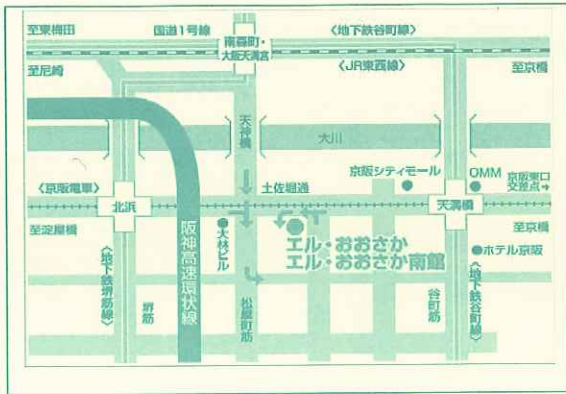 至東梅田
国道1号線
南森町・
大阪天満宮
〈地下鉄谷町線〉
至尼崎
〈JR東西線〉
至京橋
天神橋
大川
京阪シティモール
OMM
京阪東口
交差点→
〈京阪電車〉
土佐堀通
北浜
天満橋
至淀屋橋
至京橋
阪神高速環状線
大林ビル
エル・おおさか
エル・おおさか南館
ホテル京阪
〈地下鉄堺筋線〉
堺筋
松屋町筋
谷町筋
〈地下鉄谷町線〉